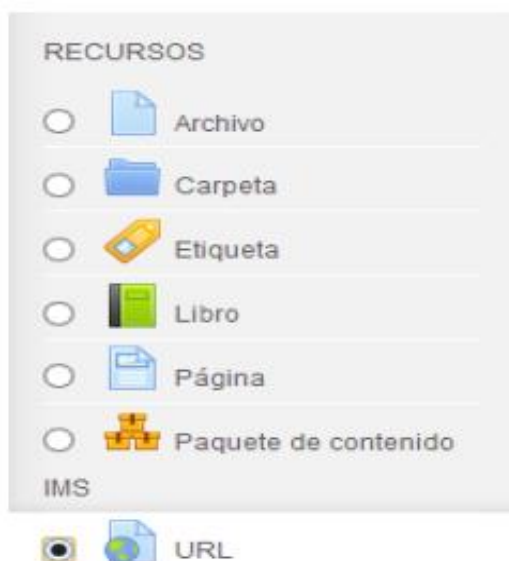 RECURSOS
Archivo
Carpeta
Etiqueta
Libro
Página
Paquete de contenido
IMS
URL